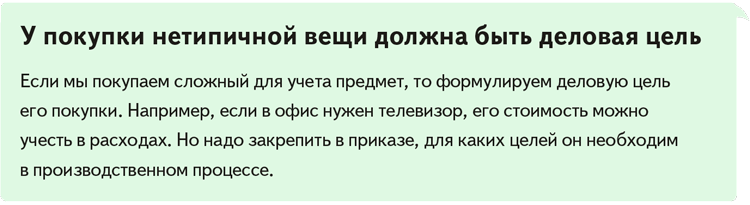 У покупки нетипичной вещи должна быть деловая цель
Если мы покупаем сложный для учета предмет, то формулируем деловую цель
его покупки. Например, если в офис нужен телевизор, его стоимость можно
учесть в расходах. Но надо закрепить в приказе, для каких целей он необходим
в производственном процессе.